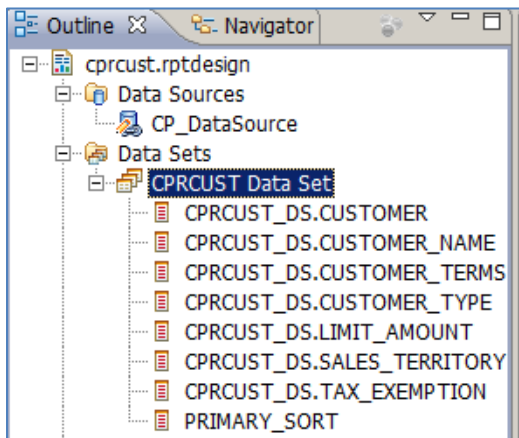 Outline Navigator
cprcust.rptdesign
Data Sources
CP_DataSource
Data Sets
CPRCUST Data Set
CPRCUST_DS.CUSTOMER
CPRCUST_DS.CUSTOMER_NAME
CPRCUST_DS.CUSTOMER_TERMS
CPRCUST_DS.CUSTOMER_TYPE
CPRCUST_DS.LIMIT_AMOUNT
CPRCUST_DS.SALES_TERRITORY
CPRCUST_DS.TAX_EXEMPTION
PRIMARY_SORT